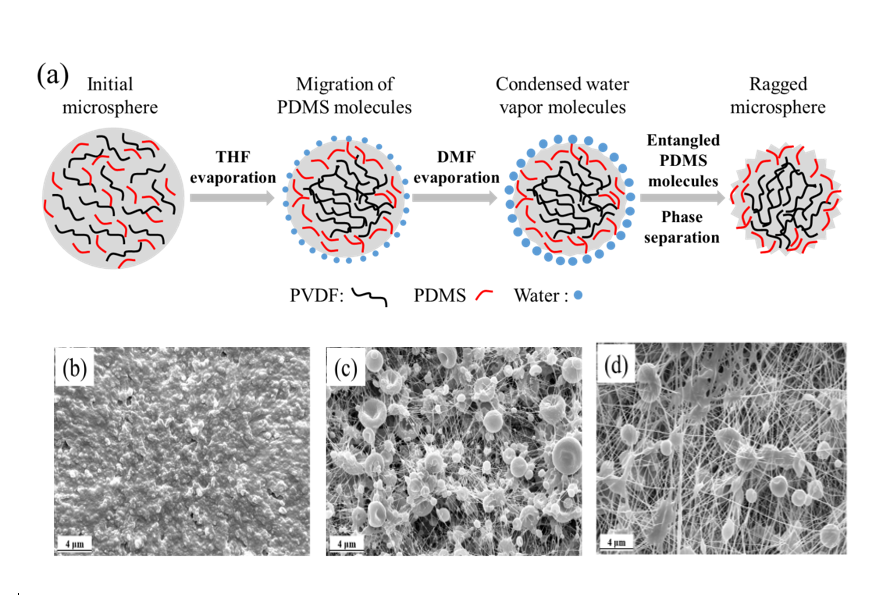 (a)
Initial
microsphere
Migration of
PDMS molecules
Condensed water
vapor molecules
Ragged
microsphere
THF
evaporation
DMF
evaporation
Entangled
PDMS
molecules
Phase
separation
PVDF:
PDMS
Water :
(b)
(c)
(d)
4 μm
4 μm
4 μm